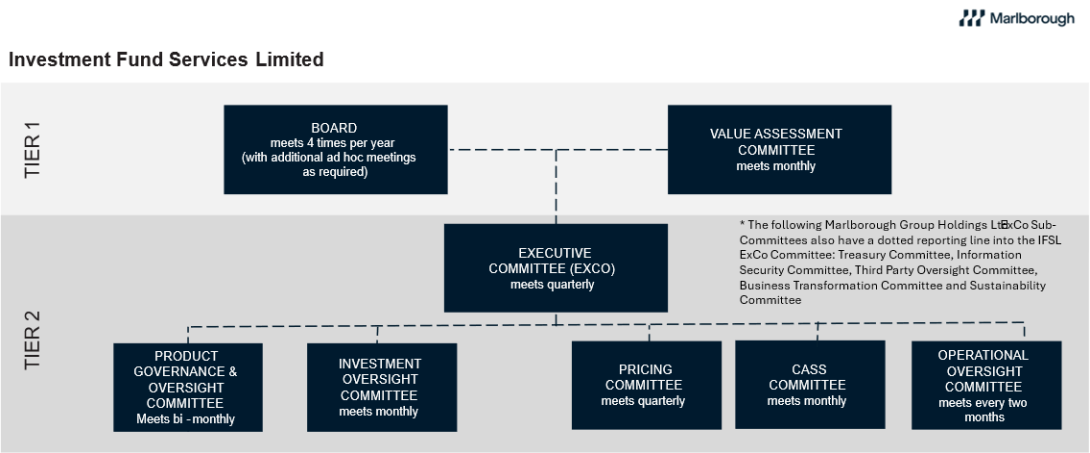 Marlborough
Investment Fund Services Limited
TIER 1
BOARD
meets 4 times per year
(with additional ad hoc meetings
as required)
VALUE ASSESSMENT
COMMITTEE
meets monthly
TIER 2
EXECUTIVE
COMMITTEE (EXCO)
meets quarterly
* The following Marlborough Group Holdings Ltd ExCo Sub-
Committees also have a dotted reporting line into the IFSL
ExCo Committee: Treasury Committee, Information
Security Committee, Third Party Oversight Committee,
Business Transformation Committee and Sustainability
Committee
PRODUCT
GOVERNANCE &
OVERSIGHT
COMMITTEE
Meets bi -monthly
INVESTMENT
OVERSIGHT
COMMITTEE
meets monthly
PRICING
COMMITTEE
meets quarterly
CASS
COMMITTEE
meets monthly
OPERATIONAL
OVERSIGHT
COMMITTEE
meets every two
months